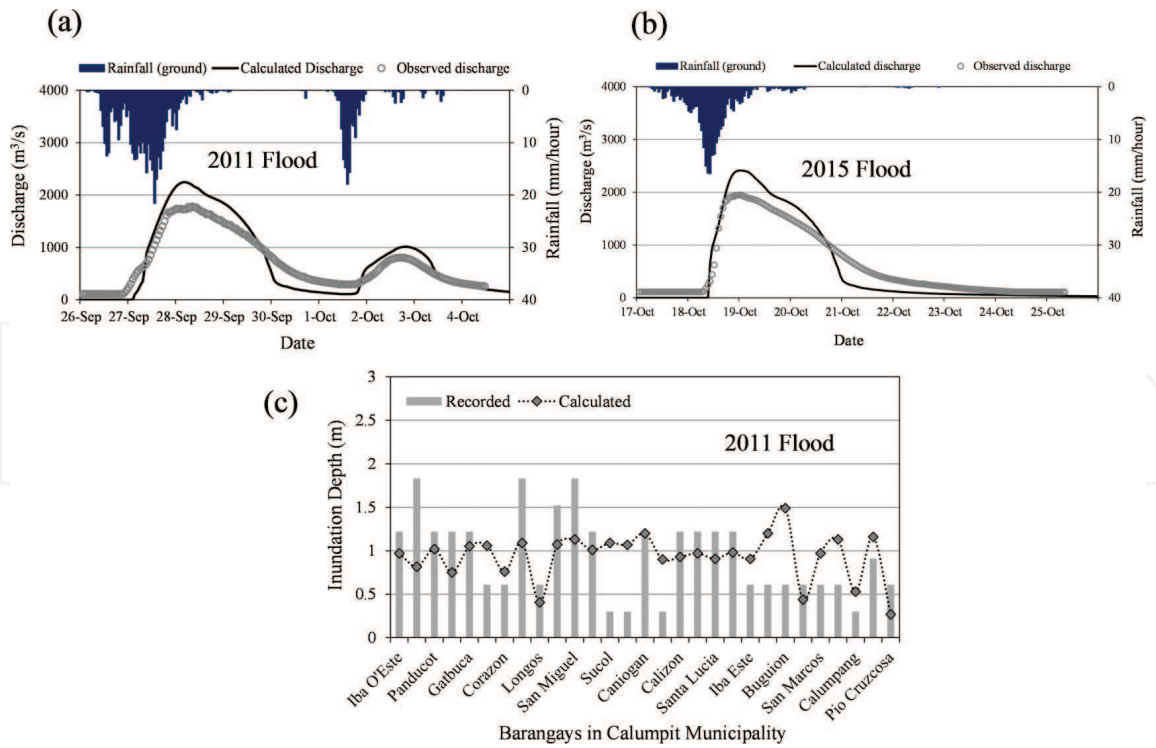 (a)
Rainfall (ground) Calculated Discharge Observed discharge
4000 0
3000 10
2000 20
1000 30
0 40
Discharge (m³/s)
Rainfall (mm/hour)
2011 Flood
26-Sep 27-Sep 28-Sep 29-Sep 30-Sep 1-Oct 2-Oct 3-Oct 4-Oct
Date
(b)
Rainfall (ground) Calculated discharge Observed discharge
4000 0
3000 10
2000 20
1000 30
0 40
Discharge (m³/s)
Rainfall (mm/hour)
2015 Flood
17-Oct 18-Oct 19-Oct 20-Oct 21-Oct 22-Oct 23-Oct 24-Oct 25-Oct
Date
(c)
Recorded Calculated
2011 Flood
3
2.5
2
1.5
1
0.5
0
Inundation Depth (m)
Iba O'Este Panducot Gatbuca Corazon Longos San Miguel Sucol Caniogan Calizon Santa Lucia Iba Este Buguion San Marcos Calumpang Pio Cruzcosa
Barangays in Calumpit Municipality